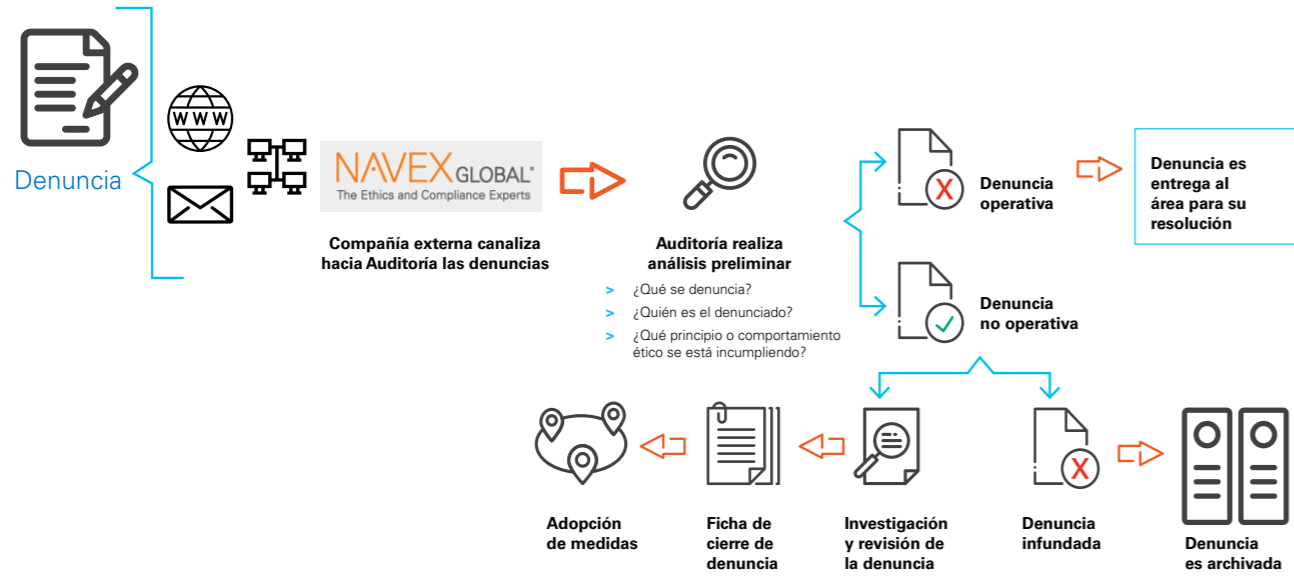 Denuncia
WWW
NAVEX GLOBAL®
The Ethics and Compliance Experts
Compañía externa canaliza
hacia Auditoría las denuncias
Auditoría realiza
análisis preliminar
> ¿Qué se denuncia?
> ¿Quién es el denunciado?
> ¿Qué principio o comportamiento
ético se está incumpliendo?
Denuncia
operativa
Denuncia es
entrega al
área para su
resolución
Denuncia
no operativa
Adopción
de medidas
Ficha de
cierre de
denuncia
Investigación
y revisión de
la denuncia
Denuncia
infundada
Denuncia
es archivada